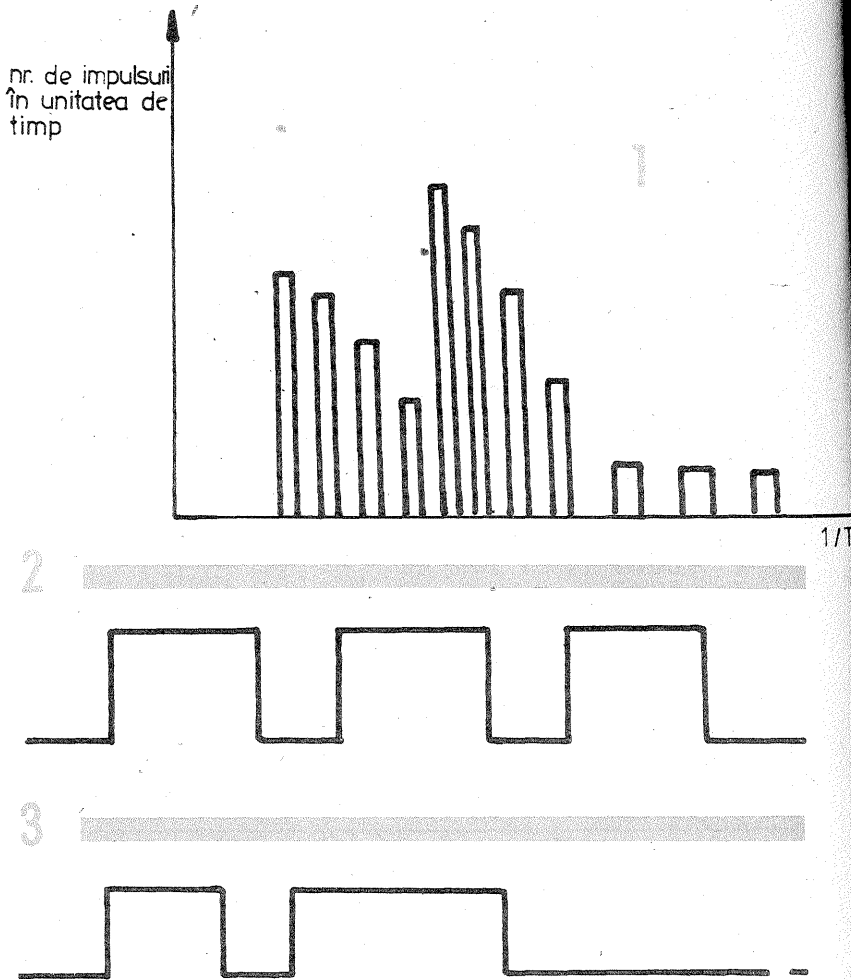 nr. de impulsuri
în unitatea de
timp
1
1/T
2
3